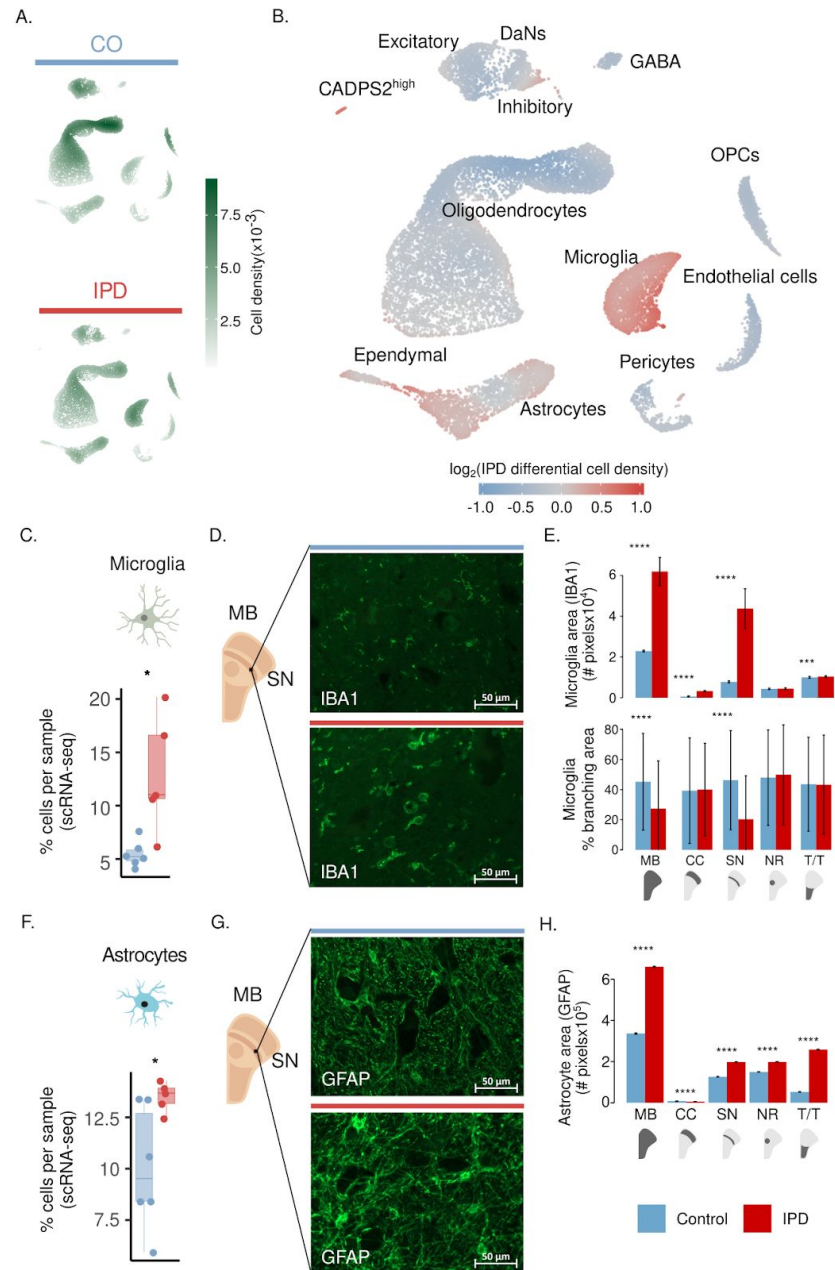 A.
CO
IPD
7.5
5.0
2.5
Cell density(x10⁻³)
B.
Excitatory
DaNs
GABA
CADPS2ʰⁱᵍʰ
Inhibitory
OPCs
Oligodendrocytes
Microglia
Endothelial cells
Ependymal
Pericytes
Astrocytes
log₂(IPD differential cell density)
-1.0 -0.5 0.0 0.5 1.0
C.
Microglia
*
20
15
10
5
% cells per sample
(scRNA-seq)
D.
MB
SN
IBA1
50 µm
IBA1
50 µm
E.
Microglia area (IBA1)
(# pixelsx10⁴)
6
4
2
0
**** **** **** ***
Microglia
% branching area
80
60
40
20
0
**** ****
MB CC SN NR T/T
F.
Astrocytes
*
12.5
10
7.5
% cells per sample
(scRNA-seq)
G.
MB
SN
GFAP
50 µm
GFAP
50 µm
H.
Astrocyte area (GFAP)
(# pixelsx10⁵)
6
4
2
0
**** **** **** **** ****
MB CC SN NR T/T
Control IPD